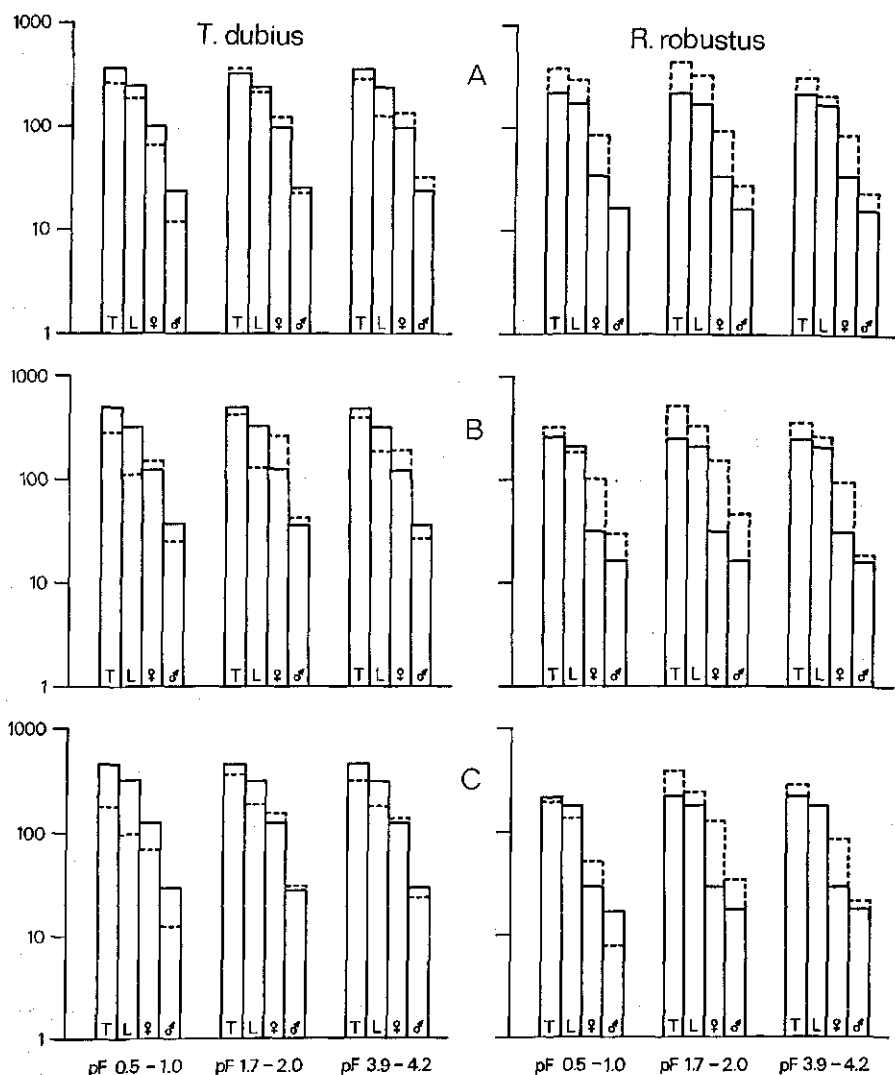 T. dubius
R. robustus
A
1000
100
10
1
T L ♀ ♂ T L ♀ ♂ T L ♀ ♂
T L ♀ ♂ T L ♀ ♂ T L ♀ ♂
B
1000
100
10
1
T L ♀ ♂ T L ♀ ♂ T L ♀ ♂
T L ♀ ♂ T L ♀ ♂ T L ♀ ♂
C
1000
100
10
1
T L ♀ ♂ T L ♀ ♂ T L ♀ ♂
T L ♀ ♂ T L ♀ ♂ T L ♀ ♂
pF 0.5 – 1.0 pF 1.7 – 2.0 pF 3.9 – 4.2
pF 0.5 – 1.0 pF 1.7 – 2.0 pF 3.9 – 4.2